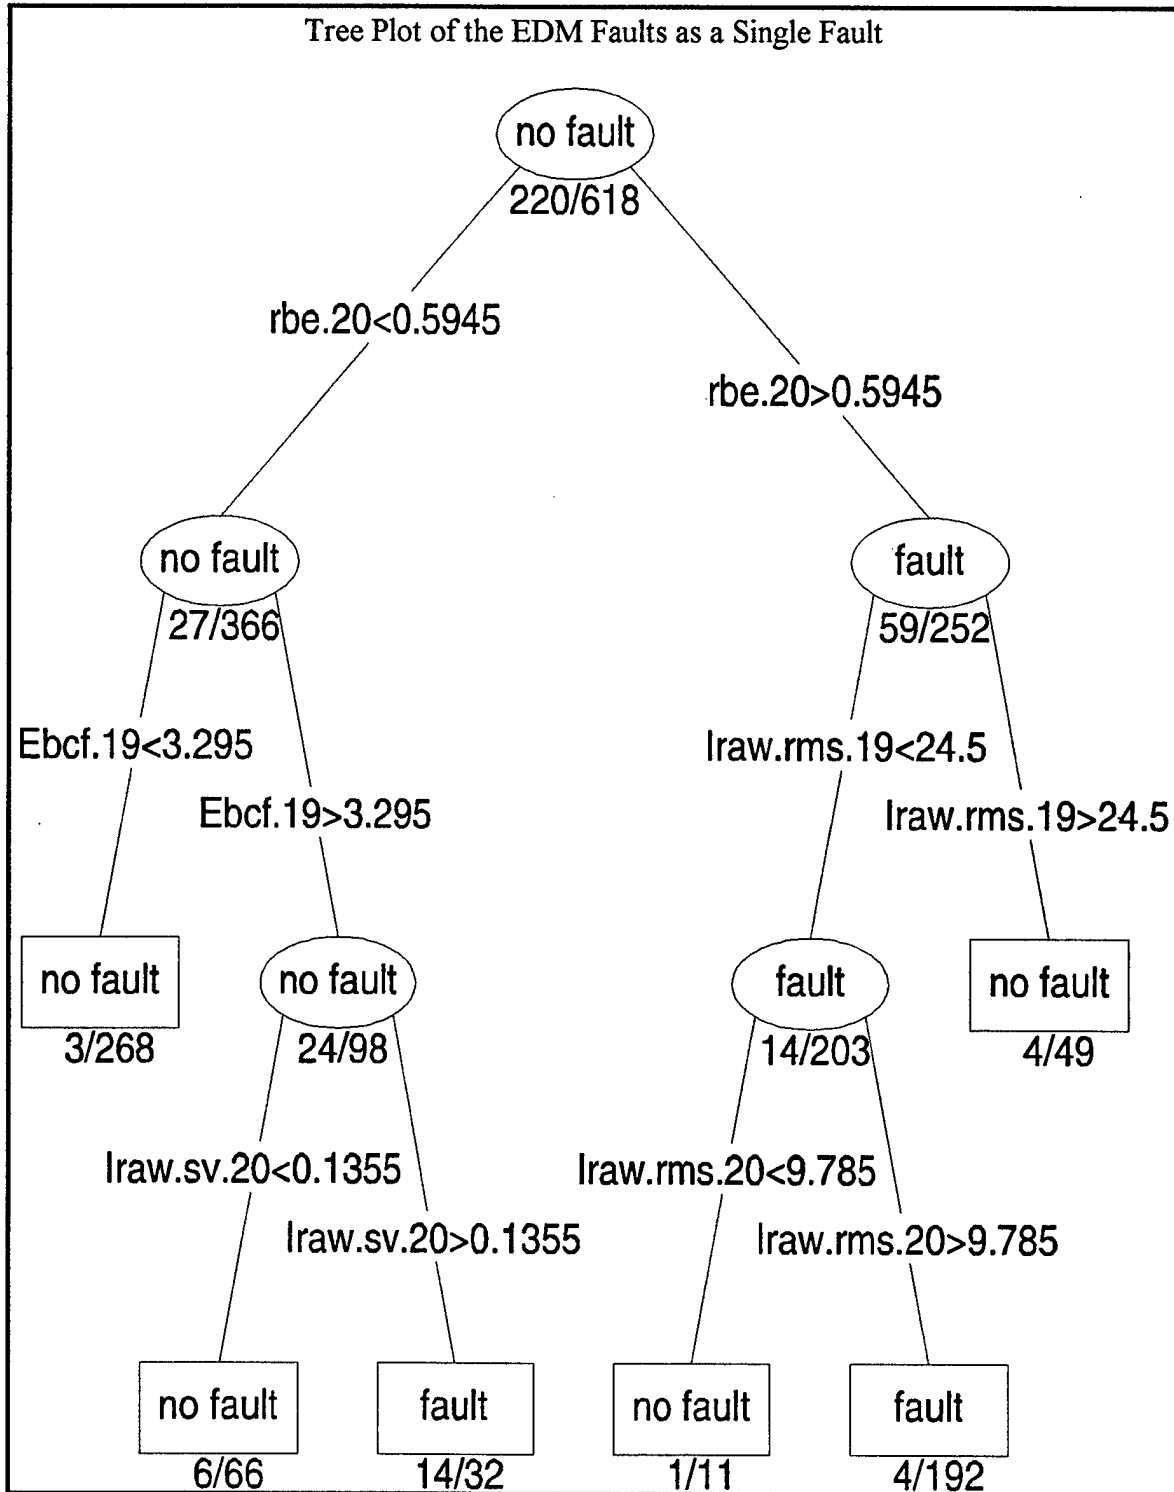 Tree Plot of the EDM Faults as a Single Fault
no fault
220/618
rbe.20<0.5945
rbe.20>0.5945
no fault
27/366
fault
59/252
Ebcf.19<3.295
Ebcf.19>3.295
Iraw.rms.19<24.5
Iraw.rms.19>24.5
no fault
3/268
no fault
24/98
fault
14/203
no fault
4/49
Iraw.sv.20<0.1355
Iraw.sv.20>0.1355
Iraw.rms.20<9.785
Iraw.rms.20>9.785
no fault
6/66
fault
14/32
no fault
1/11
fault
4/192